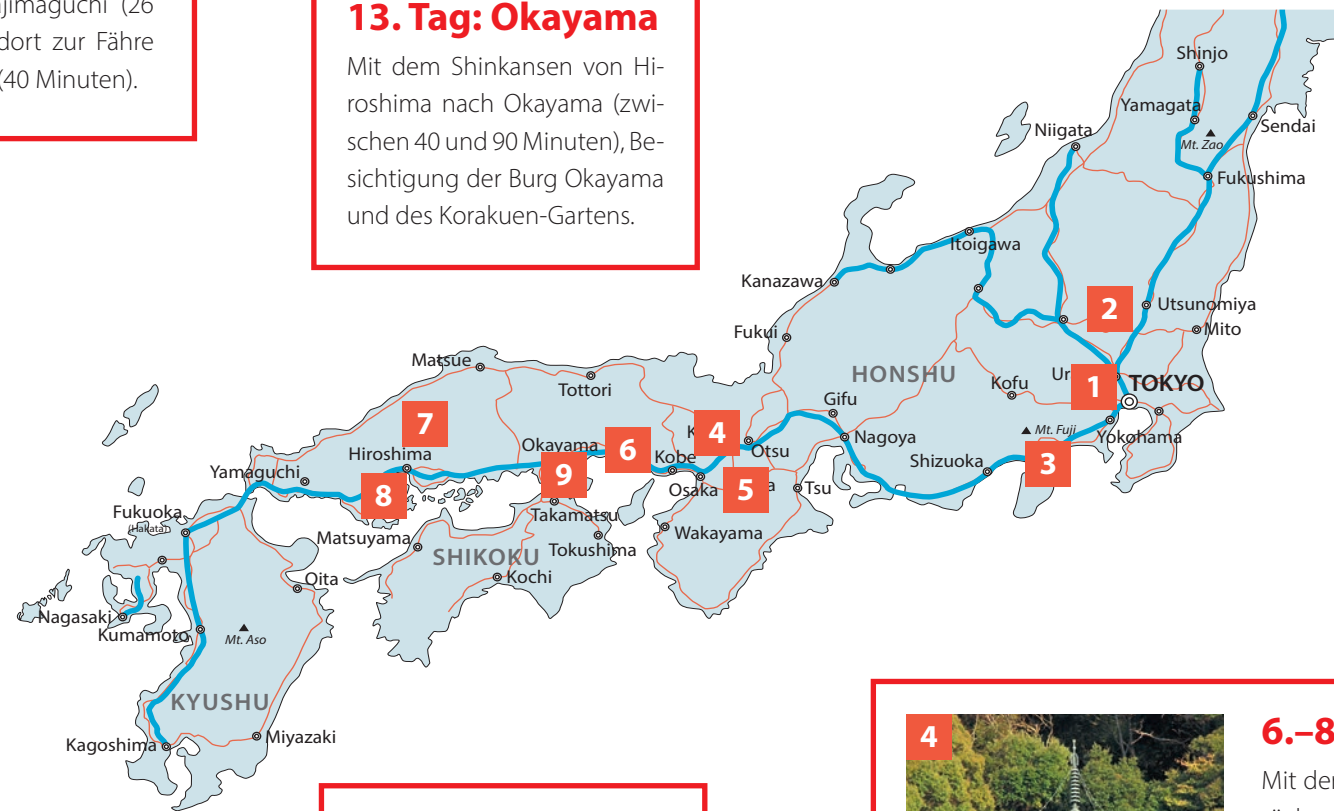 ajimaguchi (26
dort zur Fähre
(40 Minuten).
13. Tag: Okayama
Mit dem Shinkansen von Hi-
roshima nach Okayama (zwi-
schen 40 und 90 Minuten), Be-
sichtigung der Burg Okayama
und des Korakuen-Gartens.
Shinjo
Yamagata
Mt. Zao
Sendai
Niigata
Fukushima
Itoigawa
Kanazawa
2
Utsunomiya
Mito
Fukui
Matsue
Tottori
HONSHU
Kofu
Ur
1
TOKYO
Gifu
Mt. Fuji
Yokohama
7
4
Nagoya
Otsu
Okayama
6
Kobe
Hiroshima
Shizuoka
3
Yamaguchi
8
9
Osaka
5
a
Tsu
Fukuoka
(Hakata)
Takamatsu
Wakayama
Matsuyama
SHIKOKU
Tokushima
Kochi
Oita
Nagasaki
Kumamoto
Mt. Aso
KYUSHU
Kagoshima
Miyazaki
4
6.–8
Mit der